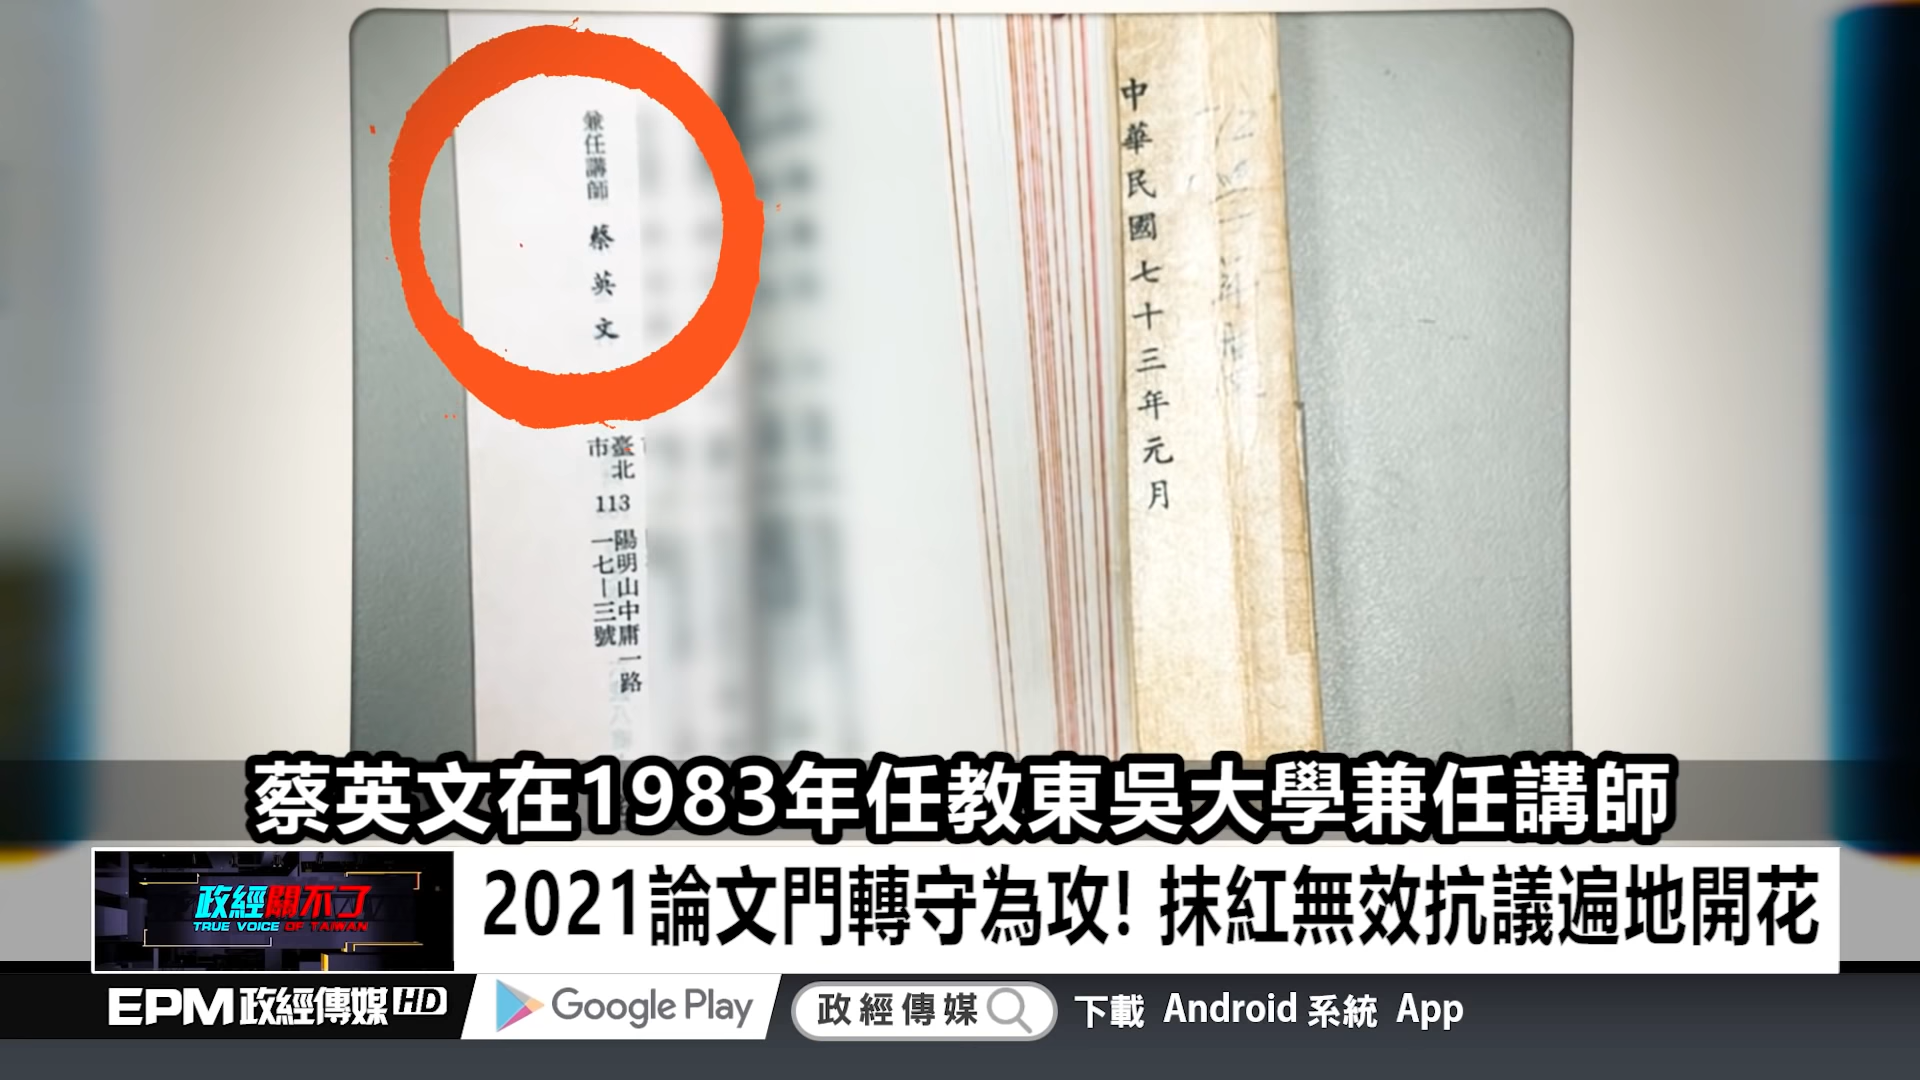 中華民國七十三年元月
兼任講師 蔡英文
臺北市
113
陽明山中庸一路
一七—三號
蔡英文在1983年任教東吳大學兼任講師
政經關不了
TRUE VOICE OF TAIWAN
2021論文門轉守為攻! 抹紅無效抗議遍地開花
EPM政經傳媒HD
Google Play
政經傳媒
下載 Android 系統 App